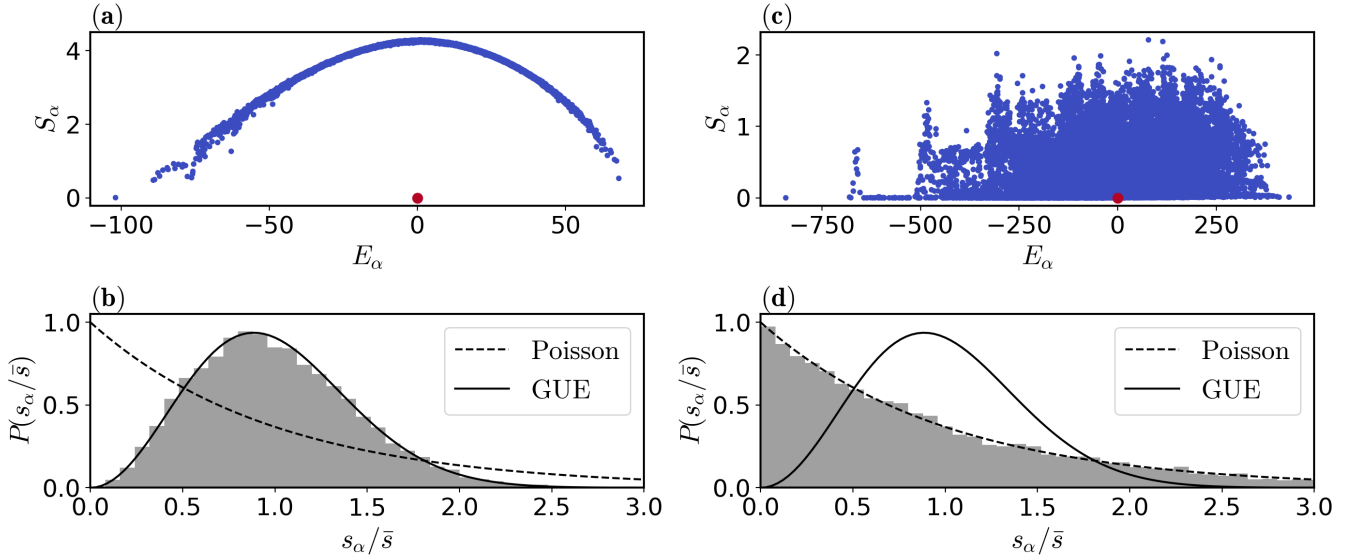 (a)
4
2
0
S_α
−100 −50 0 50
E_α
(c)
2
1
0
S_α
−750 −500 −250 0 250
E_α
(b)
1.0
0.5
0.0
P(s_α/s̄)
Poisson
GUE
0.0 0.5 1.0 1.5 2.0 2.5 3.0
s_α/s̄
(d)
1.0
0.5
0.0
P(s_α/s̄)
Poisson
GUE
0.0 0.5 1.0 1.5 2.0 2.5 3.0
s_α/s̄